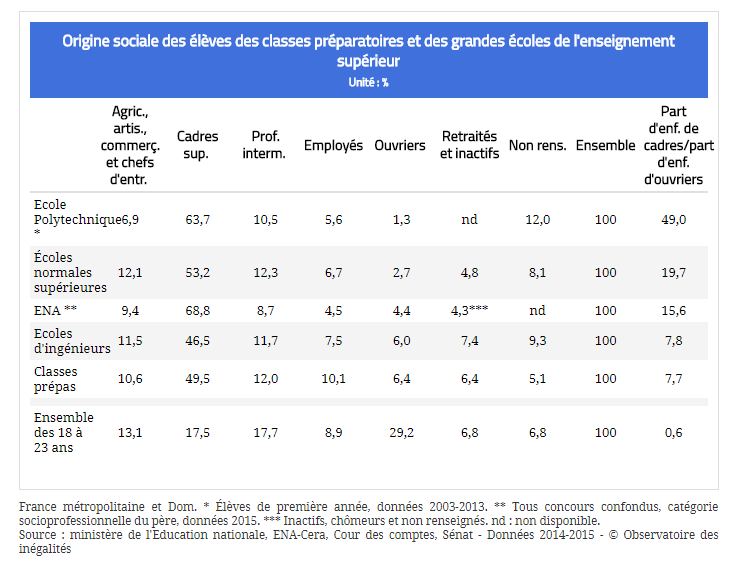 Origine sociale des élèves des classes préparatoires et des grandes écoles de l'enseignement
supérieur
Unité : %
Agric., artis., commerç. et chefs d'entr. Cadres sup. Prof. interm. Employés Ouvriers Retraités et inactifs Non rens. Ensemble Part d'enf. de cadres/part d'enf. d'ouvriers
Ecole Polytechnique * 6,9 63,7 10,5 5,6 1,3 nd 12,0 100 49,0
Écoles normales supérieures 12,1 53,2 12,3 6,7 2,7 4,8 8,1 100 19,7
ENA ** 9,4 68,8 8,7 4,5 4,4 4,3*** nd 100 15,6
Ecoles d'ingénieurs 11,5 46,5 11,7 7,5 6,0 7,4 9,3 100 7,8
Classes prépas 10,6 49,5 12,0 10,1 6,4 6,4 5,1 100 7,7
Ensemble des 18 à 23 ans 13,1 17,5 17,7 8,9 29,2 6,8 6,8 100 0,6
France métropolitaine et Dom. * Élèves de première année, données 2003-2013. ** Tous concours confondus, catégorie
socioprofessionnelle du père, données 2015. *** Inactifs, chômeurs et non renseignés. nd : non disponible.
Source : ministère de l'Education nationale, ENA-Cera, Cour des comptes, Sénat - Données 2014-2015 - © Observatoire des
inégalités